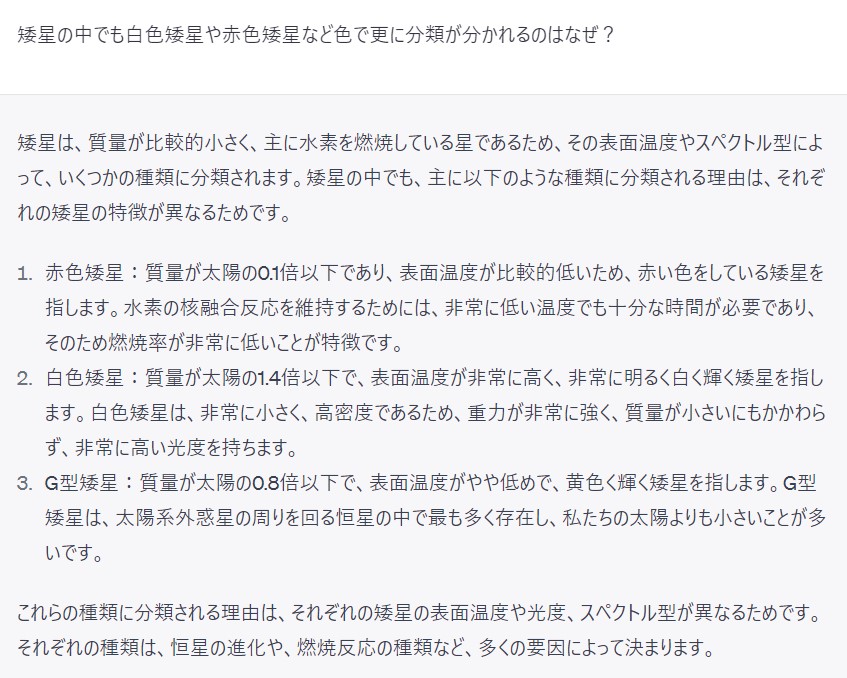 矮星の中でも白色矮星や赤色矮星など色で更に分類が分かれるのはなぜ？
矮星は、質量が比較的小さく、主に水素を燃焼している星であるため、その表面温度やスペクトル型によ
って、いくつかの種類に分類されます。矮星の中でも、主に以下のような種類に分類される理由は、それぞ
れの矮星の特徴が異なるためです。
1. 赤色矮星：質量が太陽の0.1倍以下であり、表面温度が比較的低いため、赤い色をしている矮星を
指します。水素の核融合反応を維持するためには、非常に低い温度でも十分な時間が必要であり、
そのため燃焼率が非常に低いことが特徴です。
2. 白色矮星：質量が太陽の1.4倍以下で、表面温度が非常に高く、非常に明るく白く輝く矮星を指し
ます。白色矮星は、非常に小さく、高密度であるため、重力が非常に強く、質量が小さいにもかかわら
ず、非常に高い光度を持ちます。
3. G型矮星：質量が太陽の0.8倍以下で、表面温度がやや低めで、黄色く輝く矮星を指します。G型
矮星は、太陽系外惑星の周りを回る恒星の中で最も多く存在し、私たちの太陽よりも小さいことが多
いです。
これらの種類に分類される理由は、それぞれの矮星の表面温度や光度、スペクトル型が異なるためです。
それぞれの種類は、恒星の進化や、燃焼反応の種類など、多くの要因によって決まります。